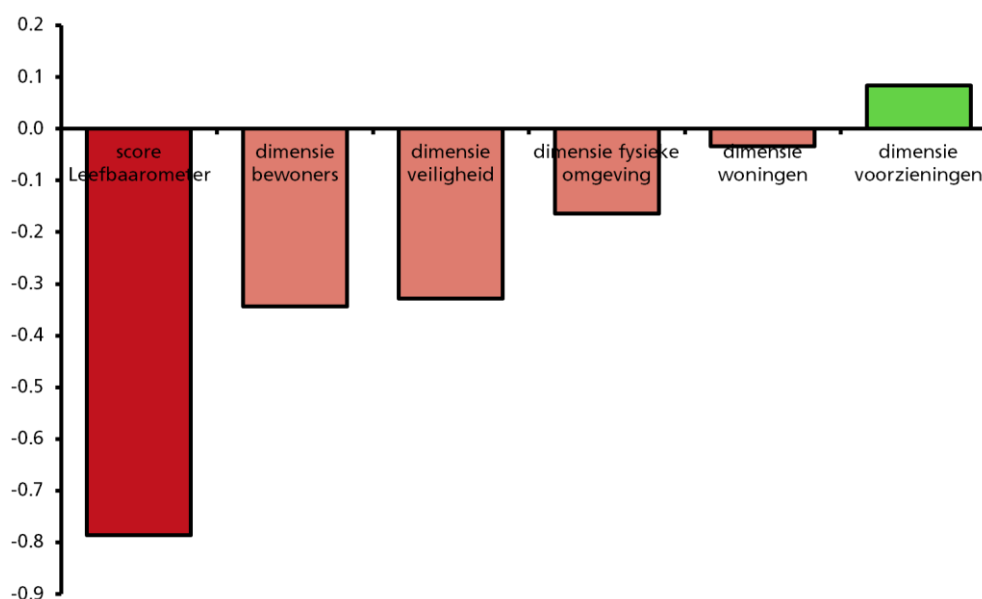 0.2
0.1
0.0
-0.1
-0.2
-0.3
-0.4
-0.5
-0.6
-0.7
-0.8
-0.9
score
Leefbaarometer
dimensie
bewoners
dimensie
veiligheid
dimensie fysieke
omgeving
dimensie
woningen
dimensie
voorzieningen